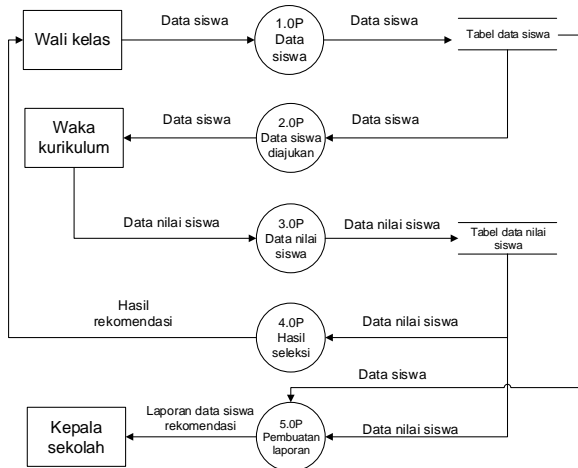 Wali kelas
Data siswa
1.0P
Data
siswa
Data siswa
Tabel data siswa
Waka
kurikulum
Data siswa
2.0P
Data siswa
diajukan
Data siswa
Data nilai siswa
3.0P
Data nilai
siswa
Data nilai siswa
Tabel data nilai
siswa
Hasil
rekomendasi
4.0P
Hasil
seleksi
Data nilai siswa
Data siswa
Kepala
sekolah
Laporan data siswa
rekomendasi
5.0P
Pembuatan
laporan
Data nilai siswa